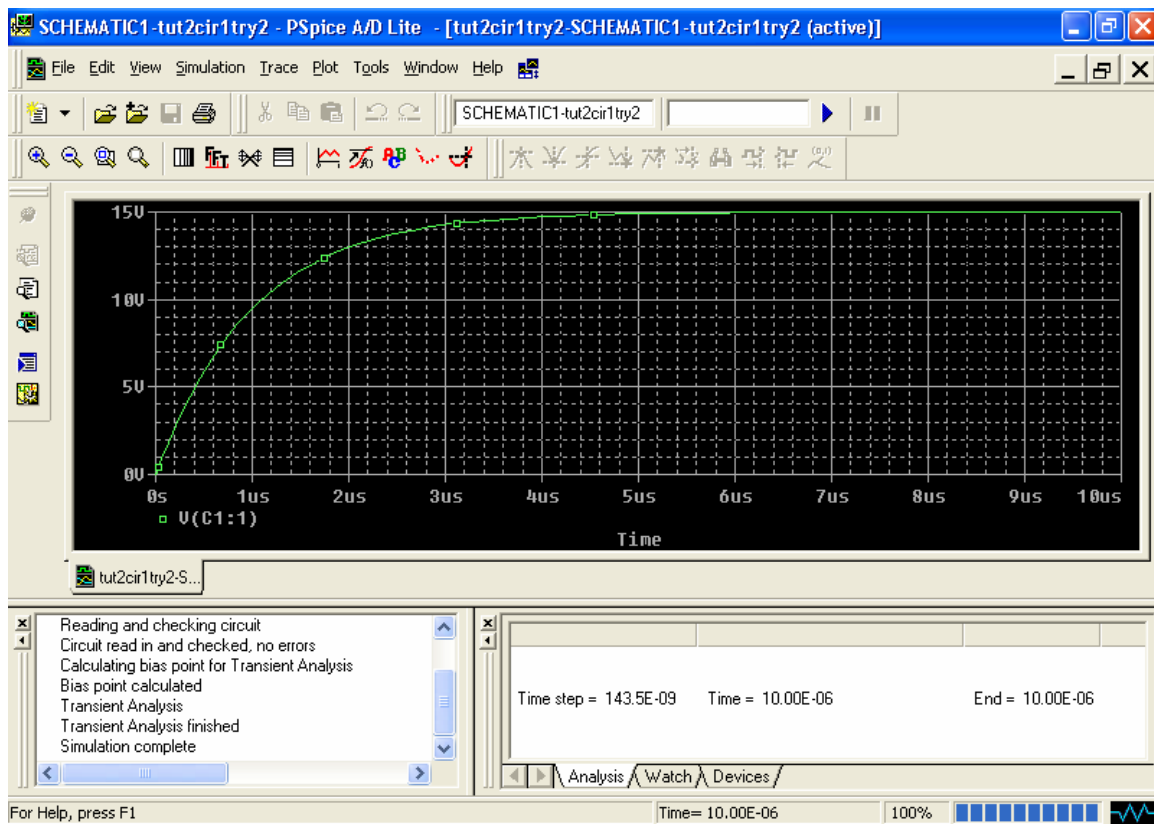 SCHEMATIC1-tut2cir1try2 - PSpice A/D Lite - [tut2cir1try2-SCHEMATIC1-tut2cir1try2 (active)]
File Edit View Simulation Trace Plot Tools Window Help
SCHEMATIC1-tut2cir1try2
FFT ABC
15V
10V
5V
0V
0s 1us 2us 3us 4us 5us 6us 7us 8us 9us 10us
V(C1:1)
Time
tut2cir1try2-S...
Reading and checking circuit
Circuit read in and checked, no errors
Calculating bias point for Transient Analysis
Bias point calculated
Transient Analysis
Transient Analysis finished
Simulation complete
Time step = 143.5E-09 Time = 10.00E-06 End = 10.00E-06
Analysis Watch Devices
For Help, press F1 Time= 10.00E-06 100%